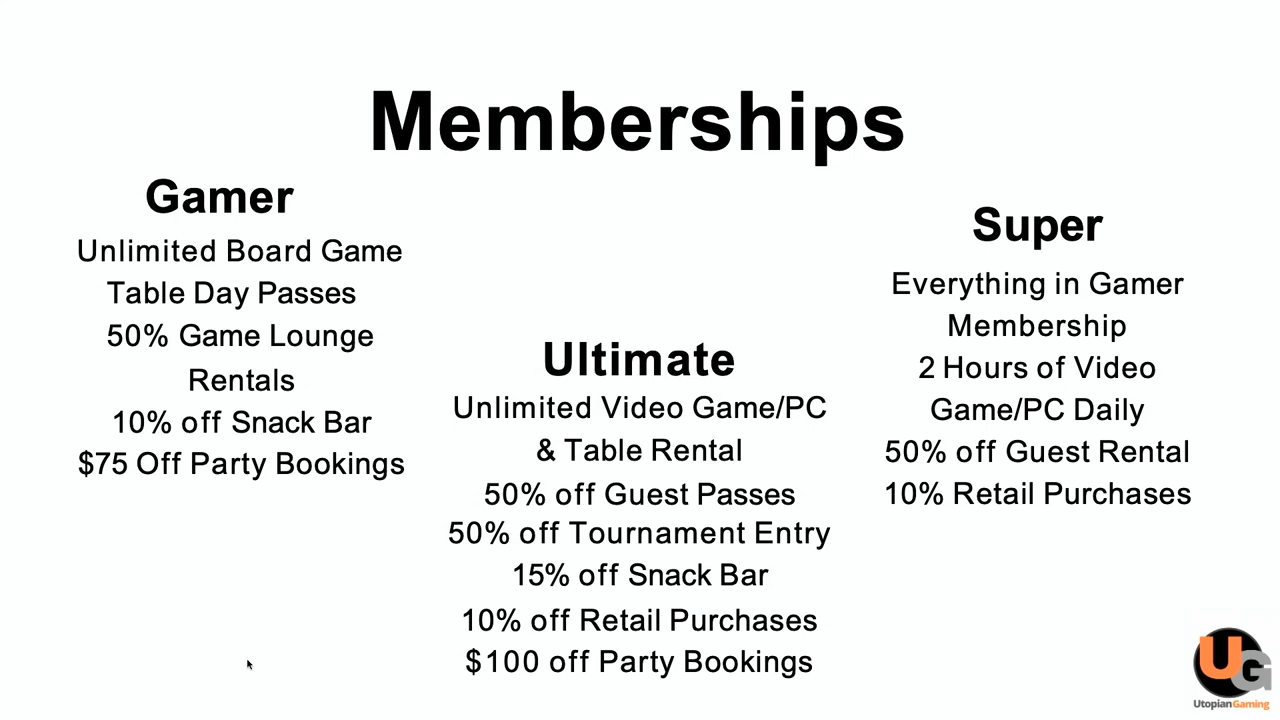 Memberships
Gamer
Unlimited Board Game
Table Day Passes
50% Game Lounge
Rentals
10% off Snack Bar
$75 Off Party Bookings
Ultimate
Unlimited Video Game/PC
& Table Rental
50% off Guest Passes
50% off Tournament Entry
15% off Snack Bar
10% off Retail Purchases
$100 off Party Bookings
Super
Everything in Gamer
Membership
2 Hours of Video
Game/PC Daily
50% off Guest Rental
10% Retail Purchases
UG
UtopianGaming